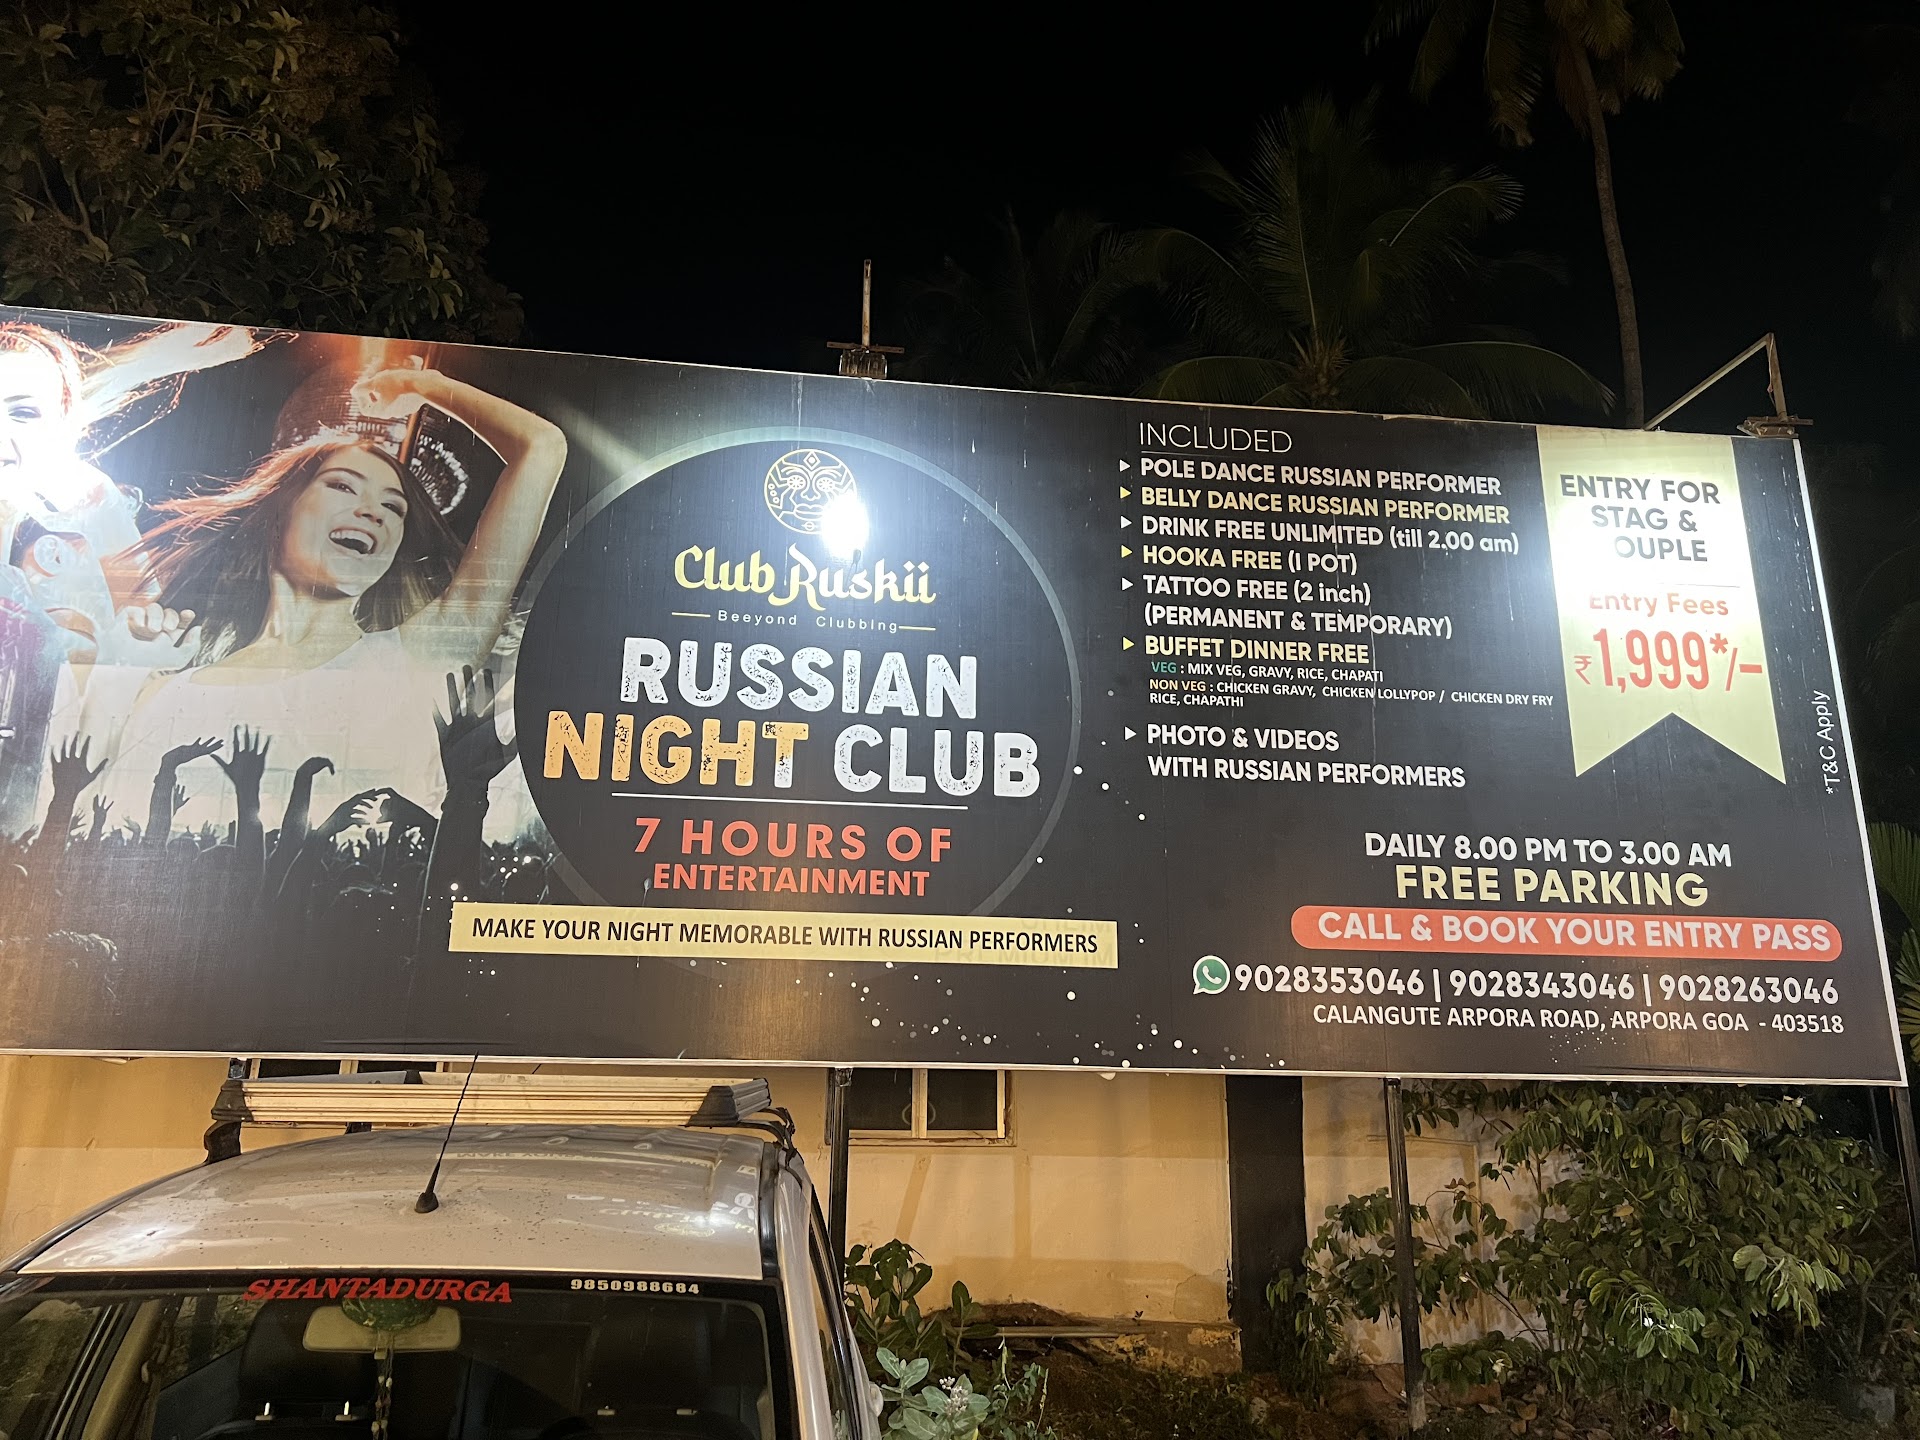 Club Ruskii
Beeyond Clubbing
RUSSIAN
NIGHT CLUB
7 HOURS OF
ENTERTAINMENT
MAKE YOUR NIGHT MEMORABLE WITH RUSSIAN PERFORMERS
INCLUDED
POLE DANCE RUSSIAN PERFORMER
BELLY DANCE RUSSIAN PERFORMER
DRINK FREE UNLIMITED (till 2.00 am)
HOOKA FREE (1 POT)
TATTOO FREE (2 inch)
(PERMANENT & TEMPORARY)
BUFFET DINNER FREE
VEG : MIX VEG, GRAVY, RICE, CHAPATI
NON VEG : CHICKEN GRAVY, CHICKEN LOLLYPOP / CHICKEN DRY FRY
RICE, CHAPATHI
PHOTO & VIDEOS
WITH RUSSIAN PERFORMERS
ENTRY FOR
STAG &
OUPLE
Entry Fees
₹1,999*/-
*T&C Apply
DAILY 8.00 PM TO 3.00 AM
FREE PARKING
CALL & BOOK YOUR ENTRY PASS
9028353046 | 9028343046 | 9028263046
CALANGUTE ARPORA ROAD, ARPORA GOA - 403518
SHANTADURGA 9850988684